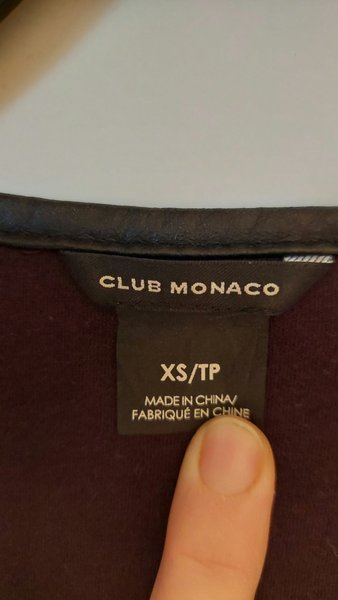 CLUB MONACO
XS/TP
MADE IN CHINA/
FABRIQUÉ EN CHINE